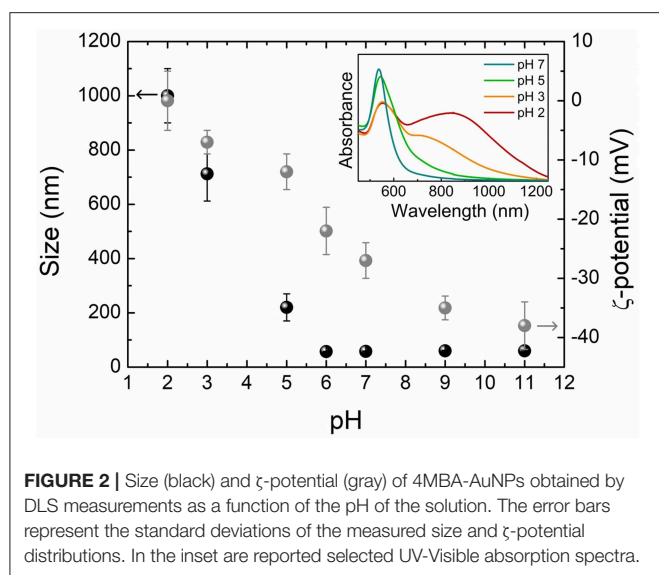 1200
1000
800
600
400
200
0
Size (nm)
1 2 3 4 5 6 7 8 9 10 11 12
pH
10
0
-10
-20
-30
-40
ζ-potential (mV)
Absorbance
pH 7
pH 5
pH 3
pH 2
600 800 1000 1200
Wavelength (nm)
FIGURE 2 | Size (black) and ζ-potential (gray) of 4MBA-AuNPs obtained by
DLS measurements as a function of the pH of the solution. The error bars
represent the standard deviations of the measured size and ζ-potential
distributions. In the inset are reported selected UV-Visible absorption spectra.